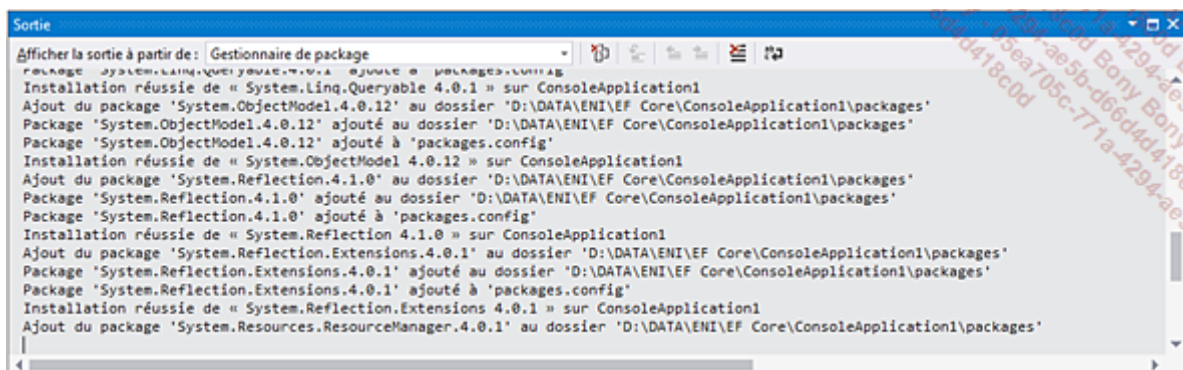 Sortie
Afficher la sortie à partir de : Gestionnaire de package
Package 'System.Linq.Queryable.4.0.1' ajouté à 'packages.config'
Installation réussie de « System.Linq.Queryable 4.0.1 » sur ConsoleApplication1
Ajout du package 'System.ObjectModel.4.0.12' au dossier 'D:\DATA\ENI\EF Core\ConsoleApplication1\packages'
Package 'System.ObjectModel.4.0.12' ajouté au dossier 'D:\DATA\ENI\EF Core\ConsoleApplication1\packages'
Package 'System.ObjectModel.4.0.12' ajouté à 'packages.config'
Installation réussie de « System.ObjectModel 4.0.12 » sur ConsoleApplication1
Ajout du package 'System.Reflection.4.1.0' au dossier 'D:\DATA\ENI\EF Core\ConsoleApplication1\packages'
Package 'System.Reflection.4.1.0' ajouté au dossier 'D:\DATA\ENI\EF Core\ConsoleApplication1\packages'
Package 'System.Reflection.4.1.0' ajouté à 'packages.config'
Installation réussie de « System.Reflection 4.1.0 » sur ConsoleApplication1
Ajout du package 'System.Reflection.Extensions.4.0.1' au dossier 'D:\DATA\ENI\EF Core\ConsoleApplication1\packages'
Package 'System.Reflection.Extensions.4.0.1' ajouté au dossier 'D:\DATA\ENI\EF Core\ConsoleApplication1\packages'
Package 'System.Reflection.Extensions.4.0.1' ajouté à 'packages.config'
Installation réussie de « System.Reflection.Extensions 4.0.1 » sur ConsoleApplication1
Ajout du package 'System.Resources.ResourceManager.4.0.1' au dossier 'D:\DATA\ENI\EF Core\ConsoleApplication1\packages'